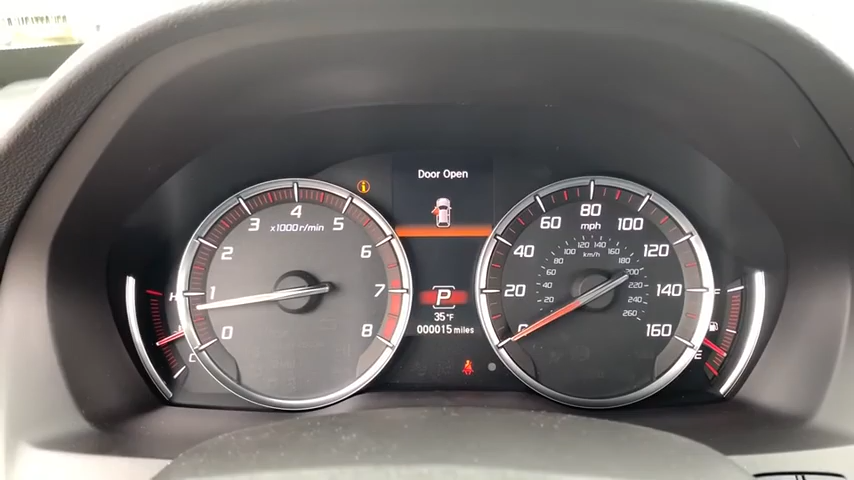 Door Open
4
3
5
x1000r/min
2
6
1
7
0
8
P
35°F
000015 miles
80
mph
60
100
40
120
20
140
160
120
140
100
160
km/h
80
180
60
200
40
220
20
240
260
H
C
F
E